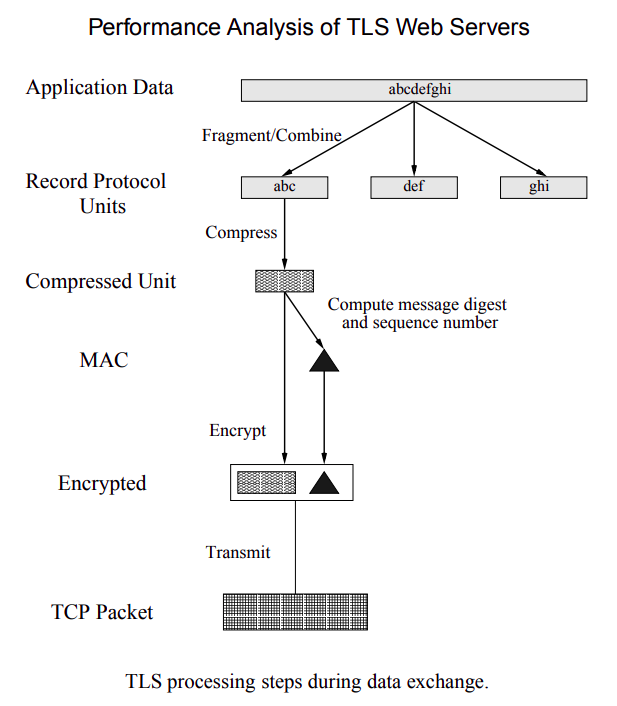 Performance Analysis of TLS Web Servers
Application Data
abcdefghi
Fragment/Combine
Record Protocol
Units
abc
def
ghi
Compress
Compressed Unit
Compute message digest
and sequence number
MAC
Encrypt
Encrypted
Transmit
TCP Packet
TLS processing steps during data exchange.